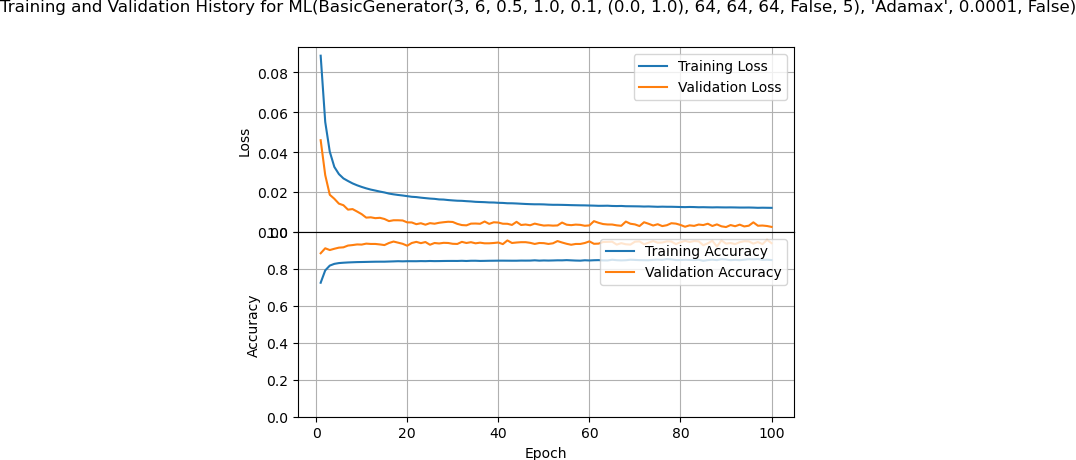 Training and Validation History for ML(BasicGenerator(3, 6, 0.5, 1.0, 0.1, (0.0, 1.0), 64, 64, 64, False, 5), 'Adamax', 0.0001, False)
Training Loss
Validation Loss
0.08
0.06
0.04
0.02
0.00
Loss
Training Accuracy
Validation Accuracy
1.0
0.8
0.6
0.4
0.2
0.0
Accuracy
0 20 40 60 80 100
Epoch